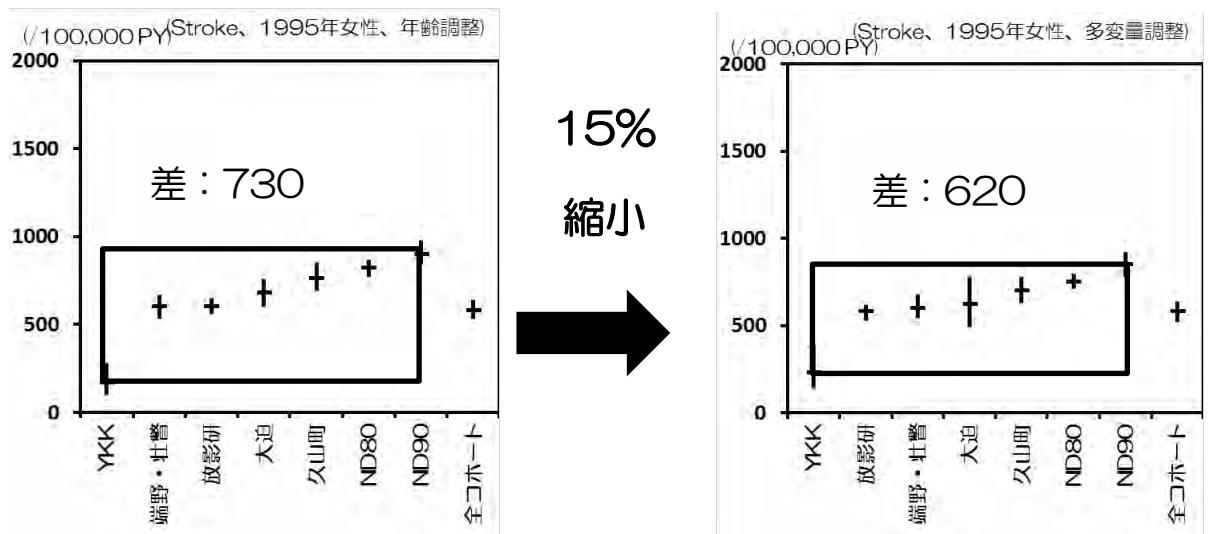 (/100,000 PY)
(Stroke、1995年女性、年齢調整)
2000
1500
1000
500
0
差：730
YKK
端野・壮瞥
放影研
大迫
久山町
ND80
ND90
全コホート
15%
縮小
(Stroke、1995年女性、多変量調整)
(/100,000 PY)
2000
1500
1000
500
0
差：620
YKK
放影研
端野・壮瞥
大迫
久山町
ND80
ND90
全コホート